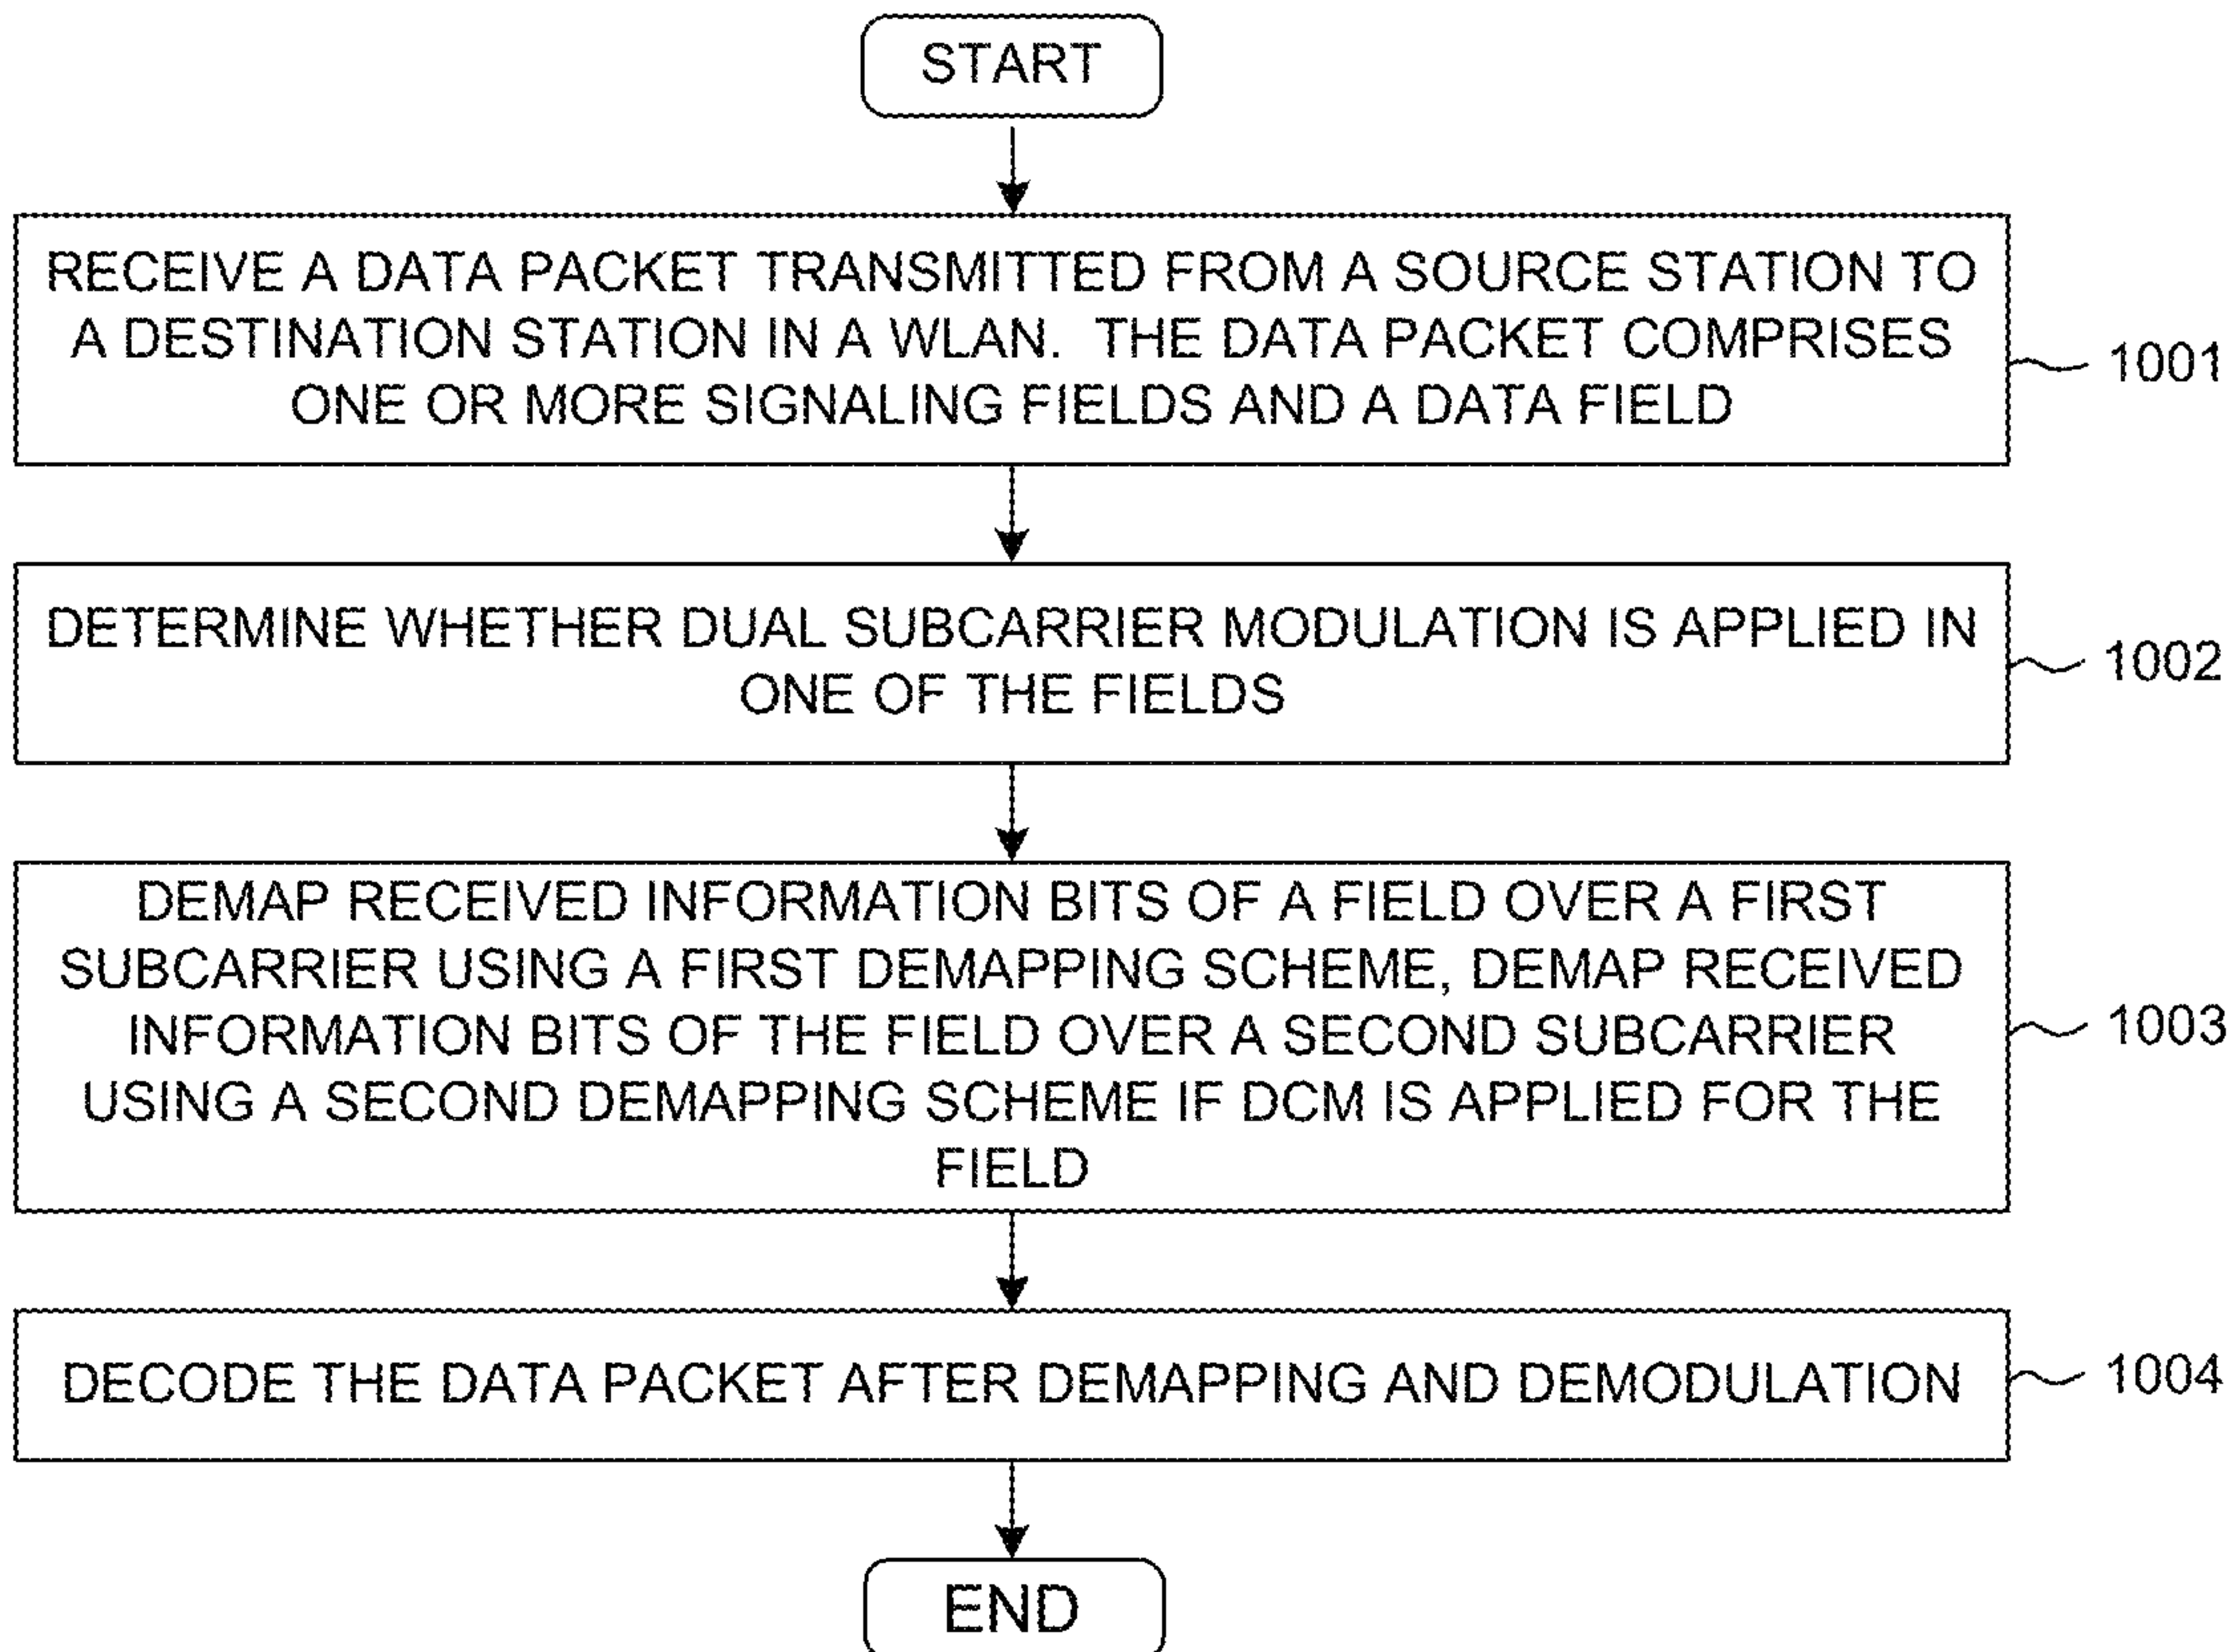 START
RECEIVE A DATA PACKET TRANSMITTED FROM A SOURCE STATION TO
A DESTINATION STATION IN A WLAN. THE DATA PACKET COMPRISES
ONE OR MORE SIGNALING FIELDS AND A DATA FIELD
1001
DETERMINE WHETHER DUAL SUBCARRIER MODULATION IS APPLIED IN
ONE OF THE FIELDS
1002
DEMAP RECEIVED INFORMATION BITS OF A FIELD OVER A FIRST
SUBCARRIER USING A FIRST DEMAPPING SCHEME, DEMAP RECEIVED
INFORMATION BITS OF THE FIELD OVER A SECOND SUBCARRIER
USING A SECOND DEMAPPING SCHEME IF DCM IS APPLIED FOR THE
FIELD
1003
DECODE THE DATA PACKET AFTER DEMAPPING AND DEMODULATION
1004
END